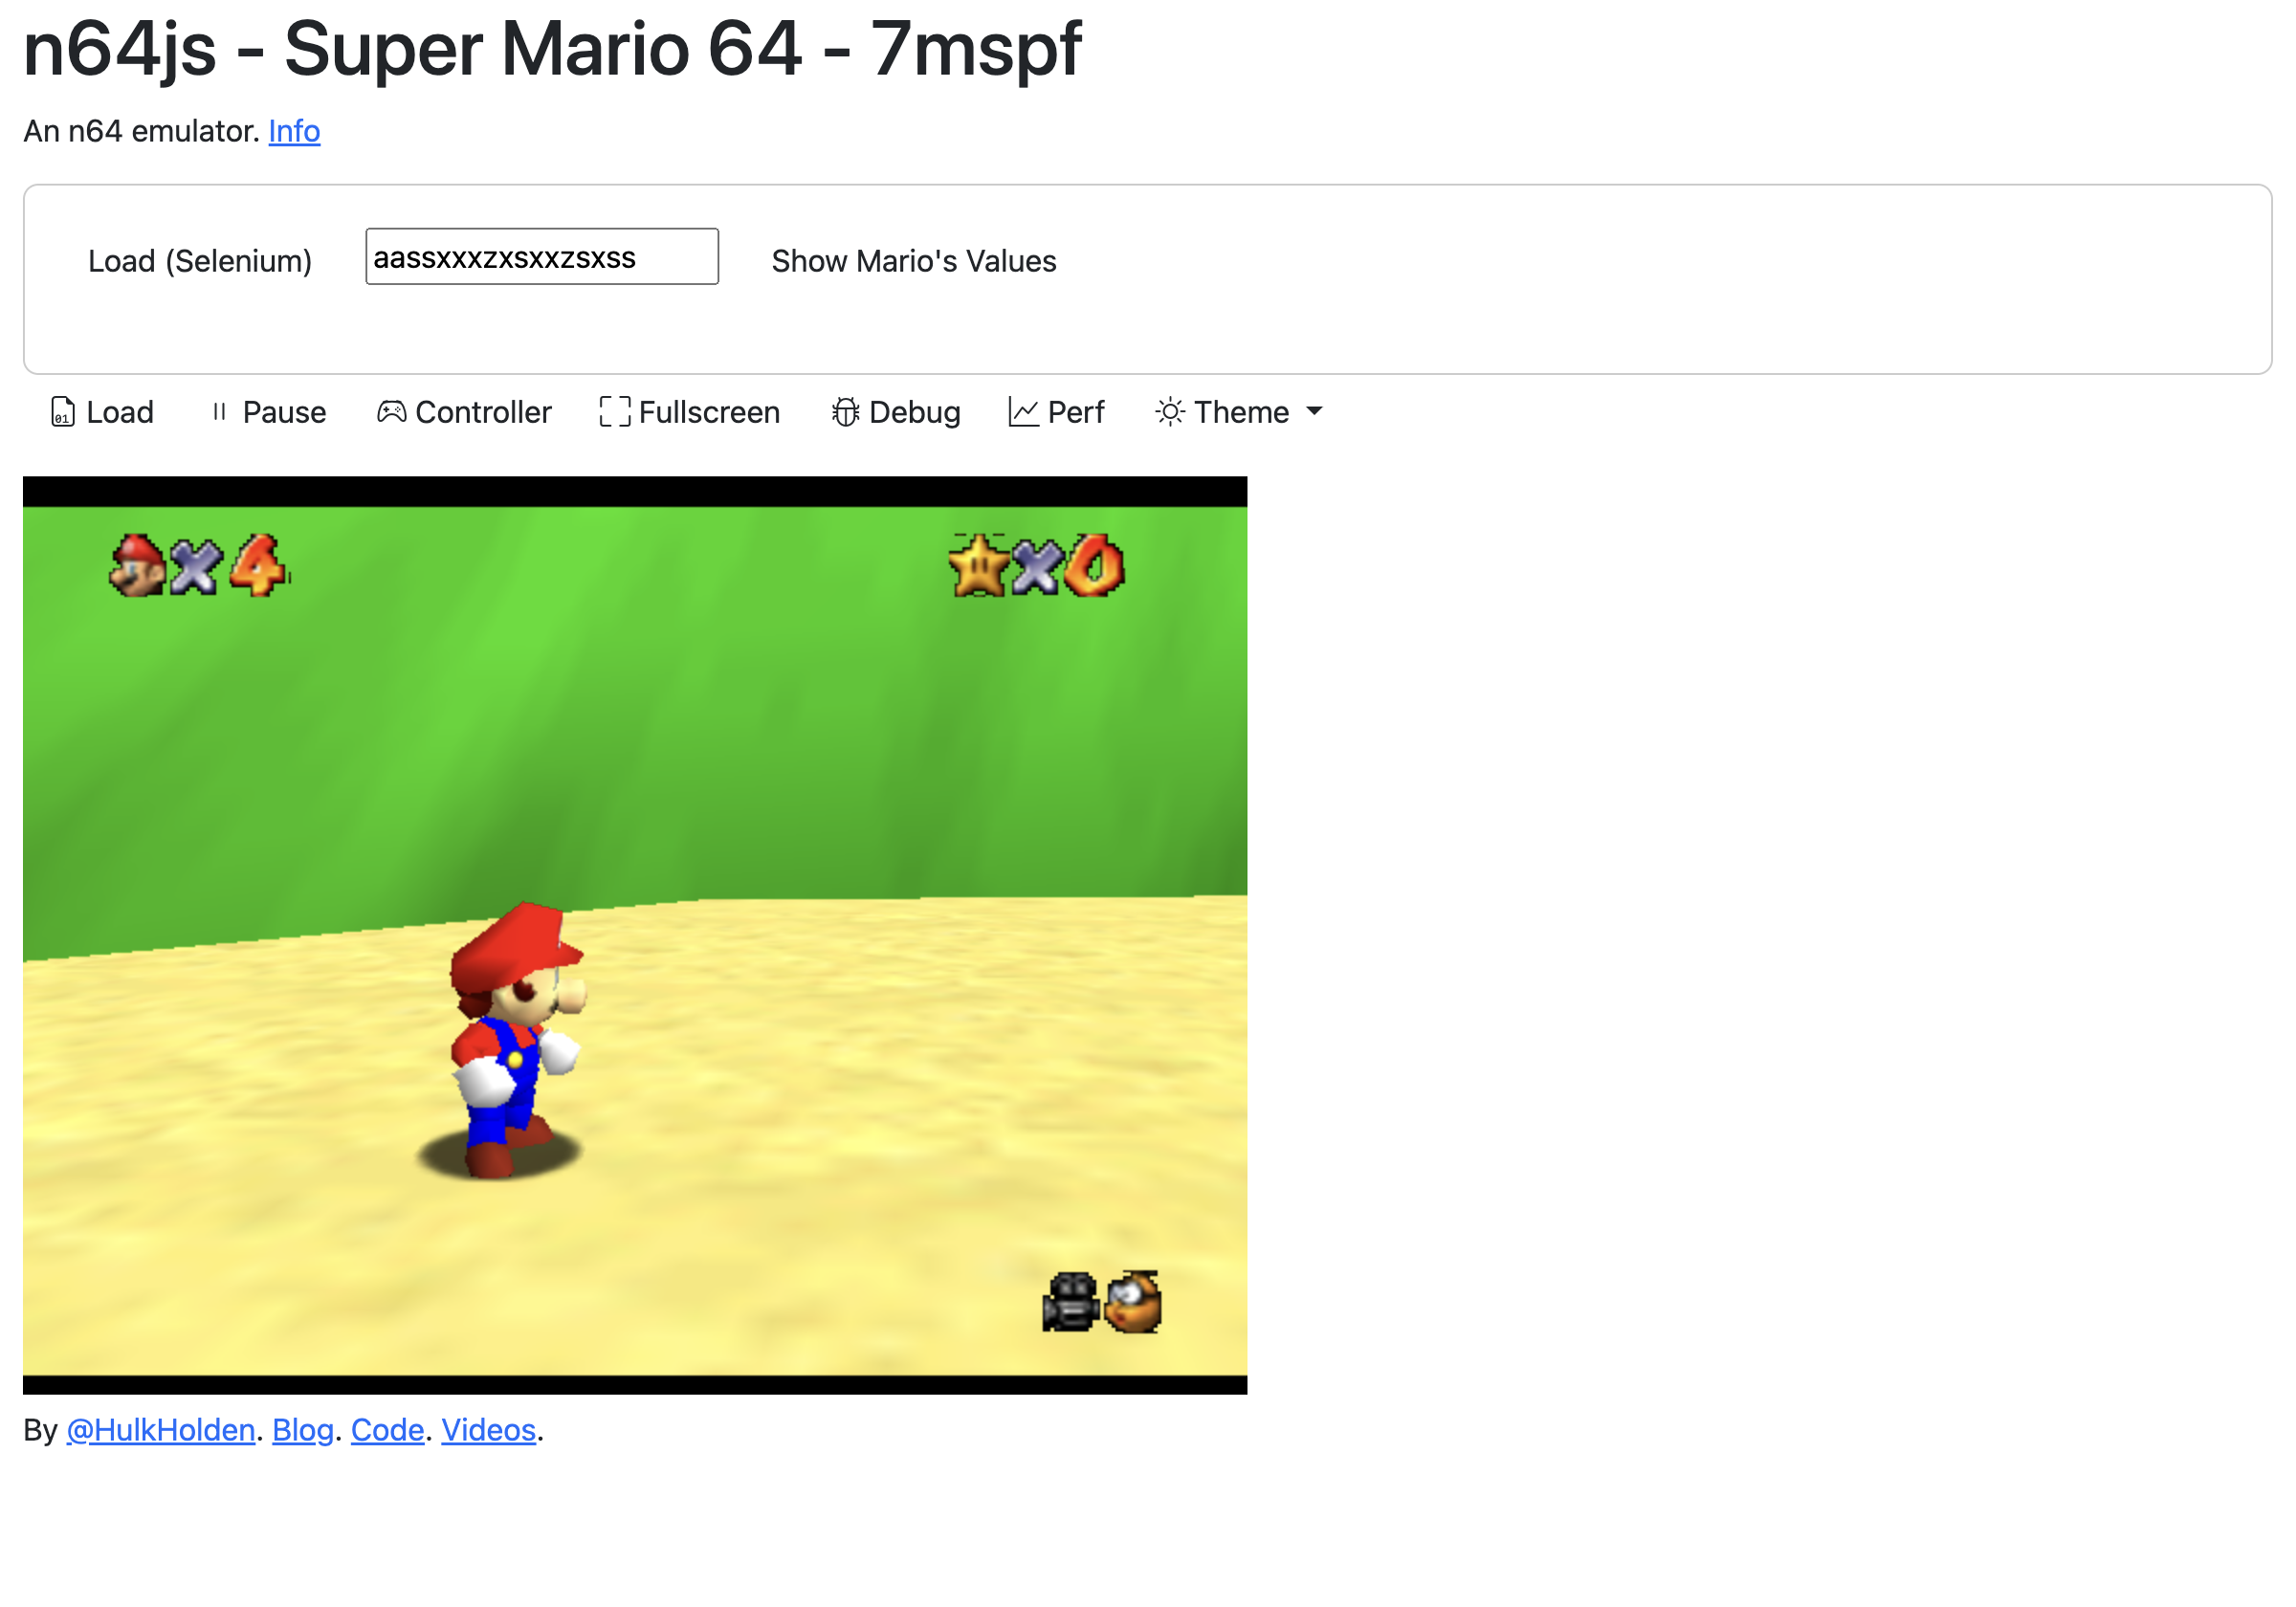 n64js - Super Mario 64 - 7mspf
An n64 emulator. Info
Load (Selenium) aassxxxzxsxxzsxss Show Mario's Values
01 Load Pause Controller Fullscreen Debug Perf Theme
×4 ×0
By @HulkHolden. Blog. Code. Videos.